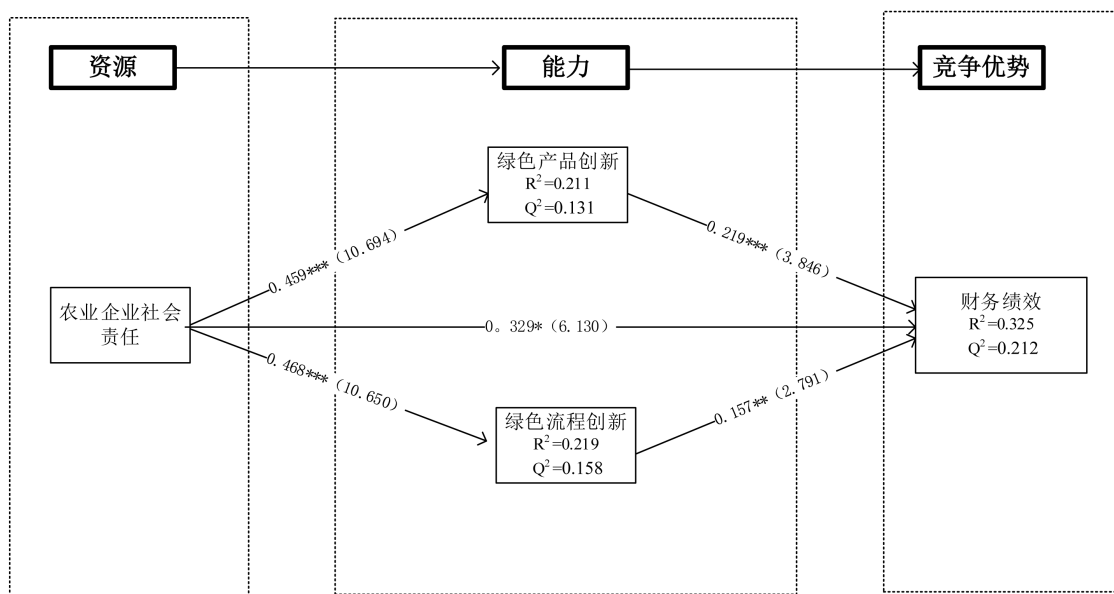 资源
能力
竞争优势
绿色产品创新
R²=0.211
Q²=0.131
0.459***（10.694）
0.219***（3.846）
农业企业社会
责任
0。329*（6.130）
财务绩效
R²=0.325
Q²=0.212
0.468***（10.650）
0.157**（2.791）
绿色流程创新
R²=0.219
Q²=0.158